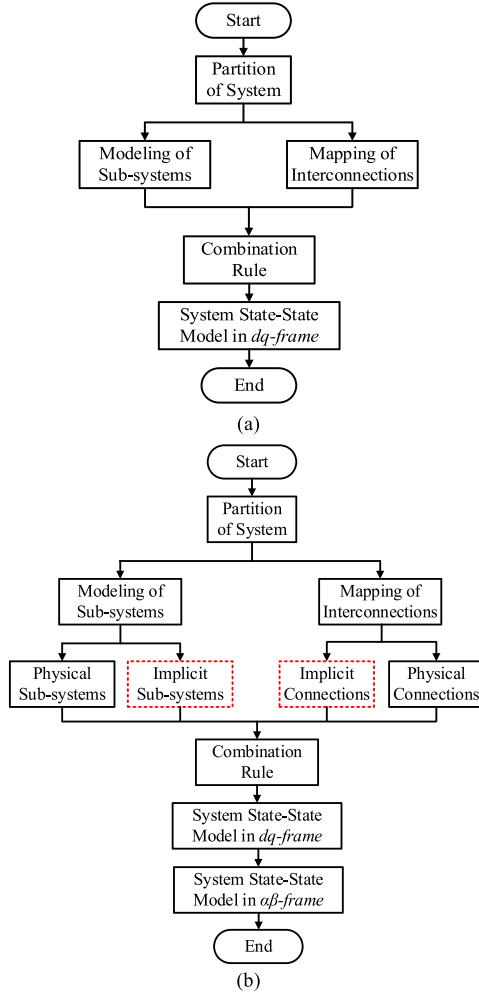 Start
Partition
of System
Modeling of
Sub-systems
Mapping of
Interconnections
Combination
Rule
System State-State
Model in dq-frame
End
(a)
Start
Partition
of System
Modeling of
Sub-systems
Mapping of
Interconnections
Physical
Sub-systems
Implicit
Sub-systems
Implicit
Connections
Physical
Connections
Combination
Rule
System State-State
Model in dq-frame
System State-State
Model in αβ-frame
End
(b)